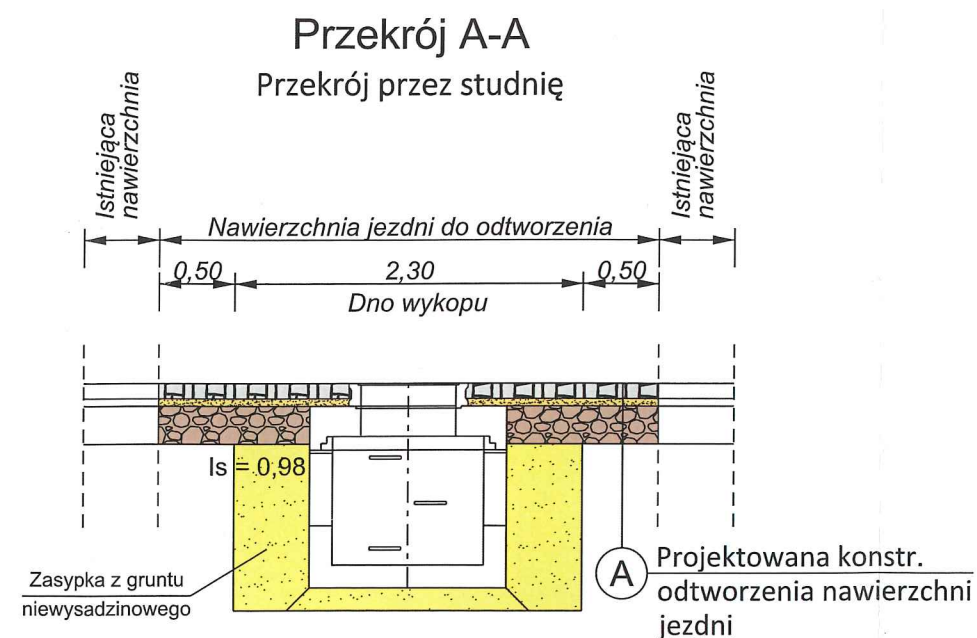 Przekrój A-A
Przekrój przez studnię
Istniejąca
nawierzchnia
Istniejąca
nawierzchnia
Nawierzchnia jezdni do odtworzenia
0,50
2,30
0,50
Dno wykopu
Is = 0,98
Zasypka z gruntu
niewysadzinowego
A
Projektowana konstr.
odtworzenia nawierzchni
jezdni